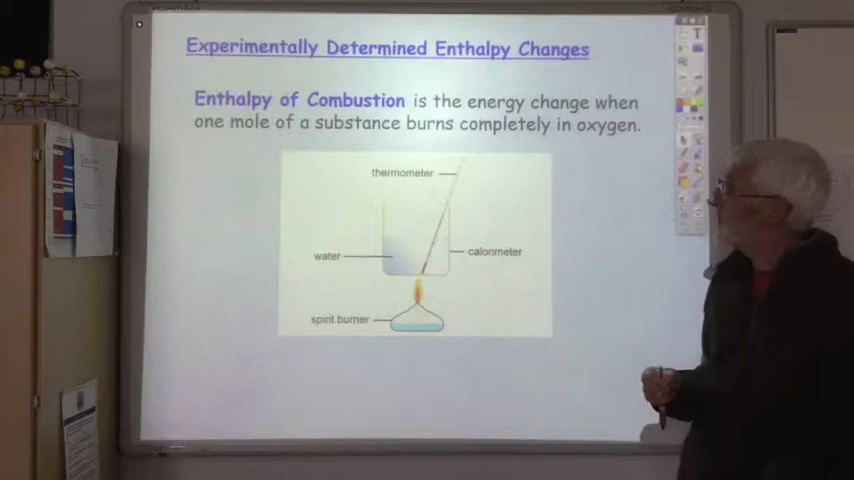 Experimentally Determined Enthalpy Changes
Enthalpy of Combustion is the energy change when
one mole of a substance burns completely in oxygen.
thermometer
water
calorimeter
spirit burner